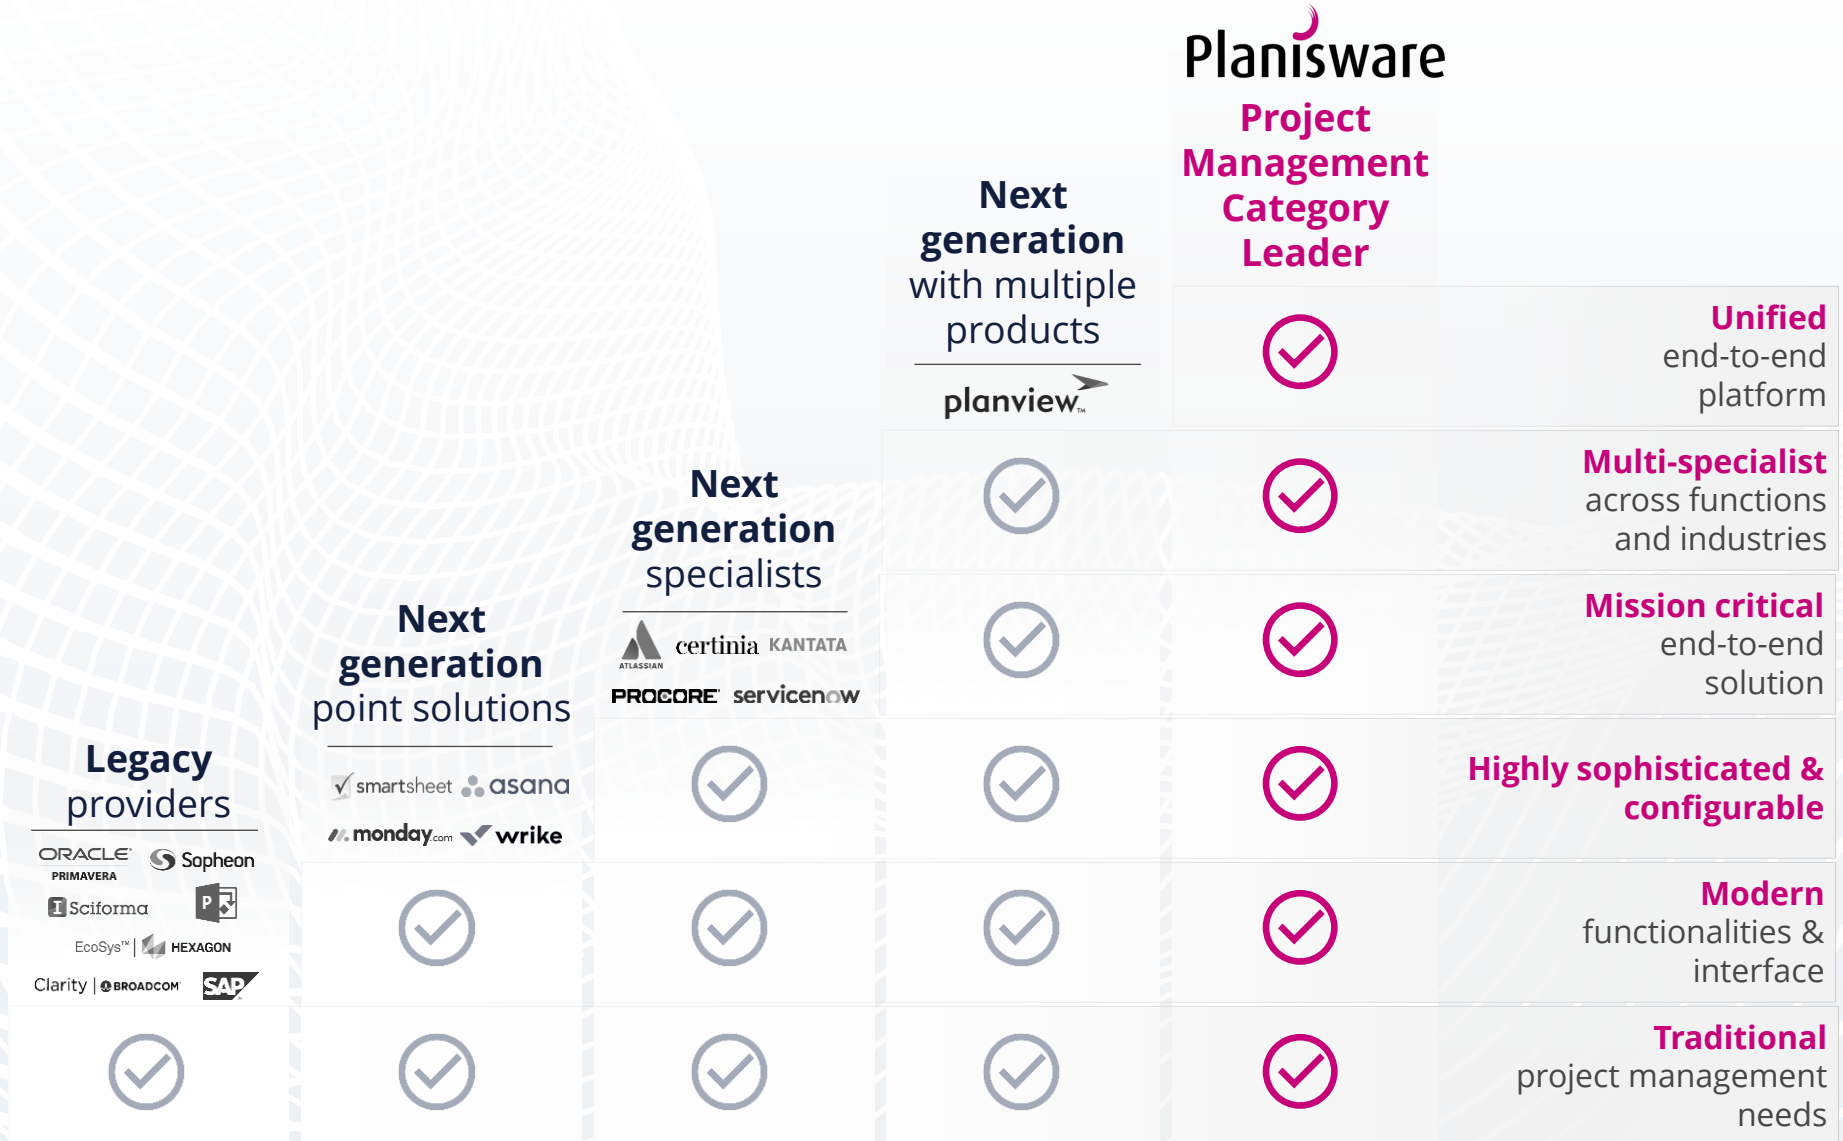 Planisware
Project
Management
Category
Leader
Next
generation
with multiple
products
planview™
Next
generation
specialists
ATLASSIAN
certinia
KANTATA
PROCORE
servicenow
Next
generation
point solutions
smartsheet
asana
monday.com
wrike
Legacy
providers
ORACLE
PRIMAVERA
Sopheon
Sciforma
P
EcoSys™ | HEXAGON
Clarity | BROADCOM
SAP
Unified
end-to-end
platform
Multi-specialist
across functions
and industries
Mission critical
end-to-end
solution
Highly sophisticated &
configurable
Modern
functionalities &
interface
Traditional
project management
needs